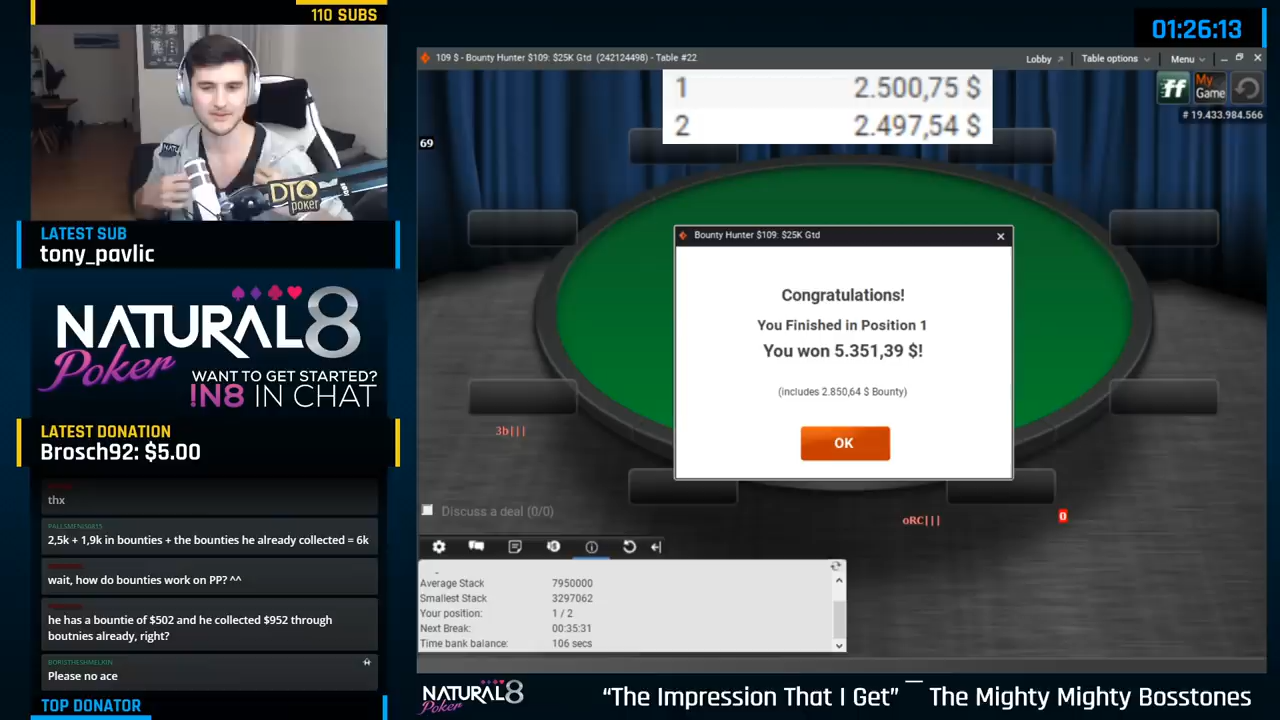 110 SUBS
01:26:13
109 $ - Bounty Hunter $109: $25K Gtd (242124498) - Table #22
Lobby
Table options
Menu
1 2.500,75 $
2 2.497,54 $
ff
My Game
# 19.433.984.566
69
NATU
DTO
poker
LATEST SUB
tony_pavlic
NATURAL8
Poker
WANT TO GET STARTED?
!N8 IN CHAT
Bounty Hunter $109: $25K Gtd
Congratulations!
You Finished in Position 1
You won 5.351,39 $!
(includes 2.850,64 $ Bounty)
OK
3b|||
oRC|||
0
LATEST DONATION
Brosch92: $5.00
thx
2,5k + 1,9k in bounties + the bounties he already collected = 6k
wait, how do bounties work on PP? ^^
he has a bountie of $502 and he collected $952 through
boutnies already, right?
BORISTHESHMELKIN
Please no ace
TOP DONATOR
Discuss a deal (0/0)
Average Stack 7950000
Smallest Stack 3297062
Your position: 1 / 2
Next Break: 00:35:31
Time bank balance: 106 secs
NATURAL8
Poker
“The Impression That I Get” — The Mighty Mighty Bosstones